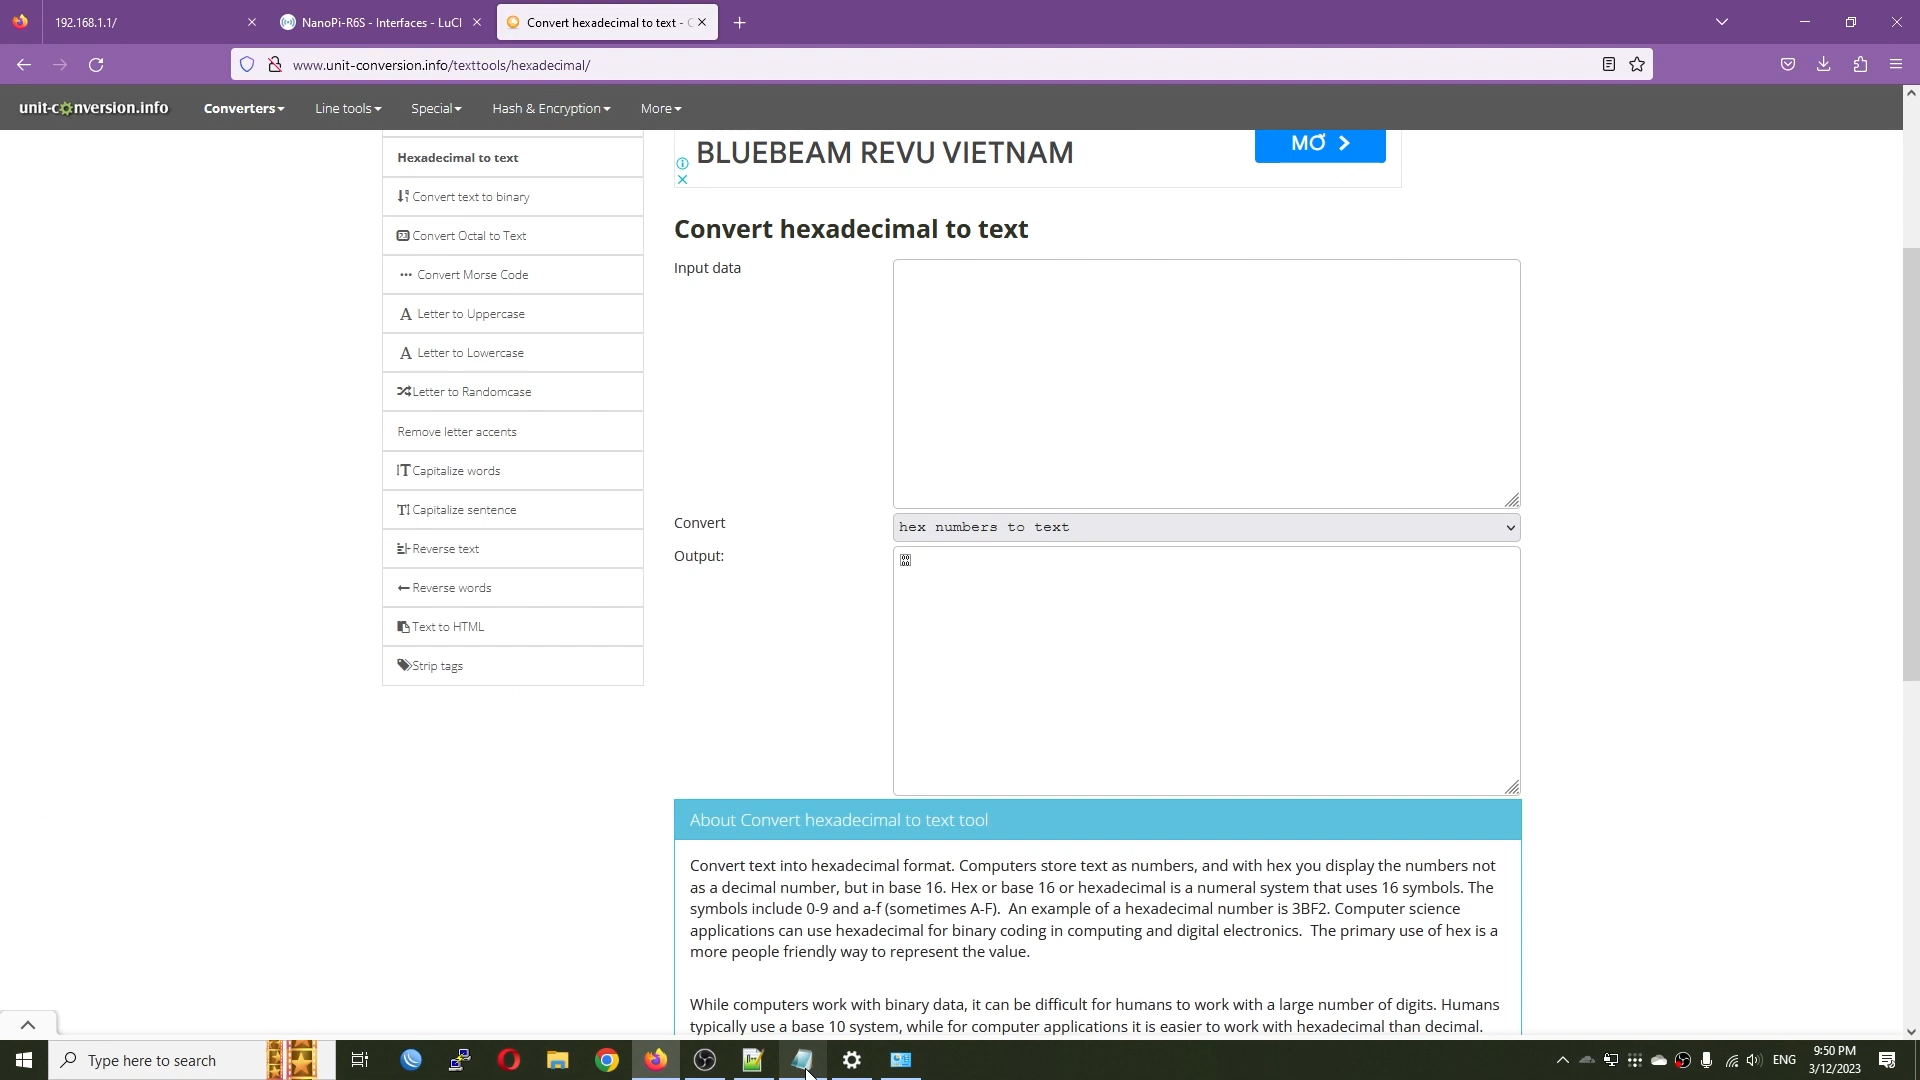 192.168.1.1/
NanoPi-R6S - Interfaces - LuCI
Convert hexadecimal to text - C
www.unit-conversion.info/texttools/hexadecimal/
unit-conversion.info
Converters
Line tools
Special
Hash & Encryption
More
Hexadecimal to text
Convert text to binary
Convert Octal to Text
Convert Morse Code
Letter to Uppercase
Letter to Lowercase
Letter to Randomcase
Remove letter accents
Capitalize words
Capitalize sentence
Reverse text
Reverse words
Text to HTML
Strip tags
BLUEBEAM REVU VIETNAM
MỞ
Convert hexadecimal to text
Input data
Convert
hex numbers to text
Output:
About Convert hexadecimal to text tool
Convert text into hexadecimal format. Computers store text as numbers, and with hex you display the numbers not
as a decimal number, but in base 16. Hex or base 16 or hexadecimal is a numeral system that uses 16 symbols. The
symbols include 0-9 and a-f (sometimes A-F). An example of a hexadecimal number is 3BF2. Computer science
applications can use hexadecimal for binary coding in computing and digital electronics. The primary use of hex is a
more people friendly way to represent the value.
While computers work with binary data, it can be difficult for humans to work with a large number of digits. Humans
typically use a base 10 system, while for computer applications it is easier to work with hexadecimal than decimal.
Type here to search
ENG
9:50 PM
3/12/2023